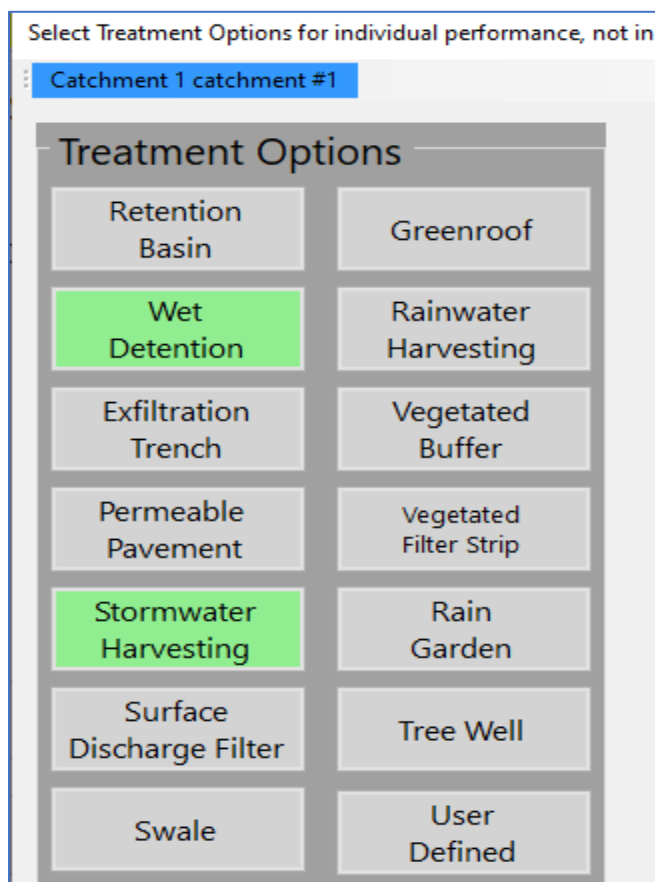 Select Treatment Options for individual performance, not in
Catchment 1 catchment #1
Treatment Options
Retention
Basin
Greenroof
Wet
Detention
Rainwater
Harvesting
Exfiltration
Trench
Vegetated
Buffer
Permeable
Pavement
Vegetated
Filter Strip
Stormwater
Harvesting
Rain
Garden
Surface
Discharge Filter
Tree Well
Swale
User
Defined